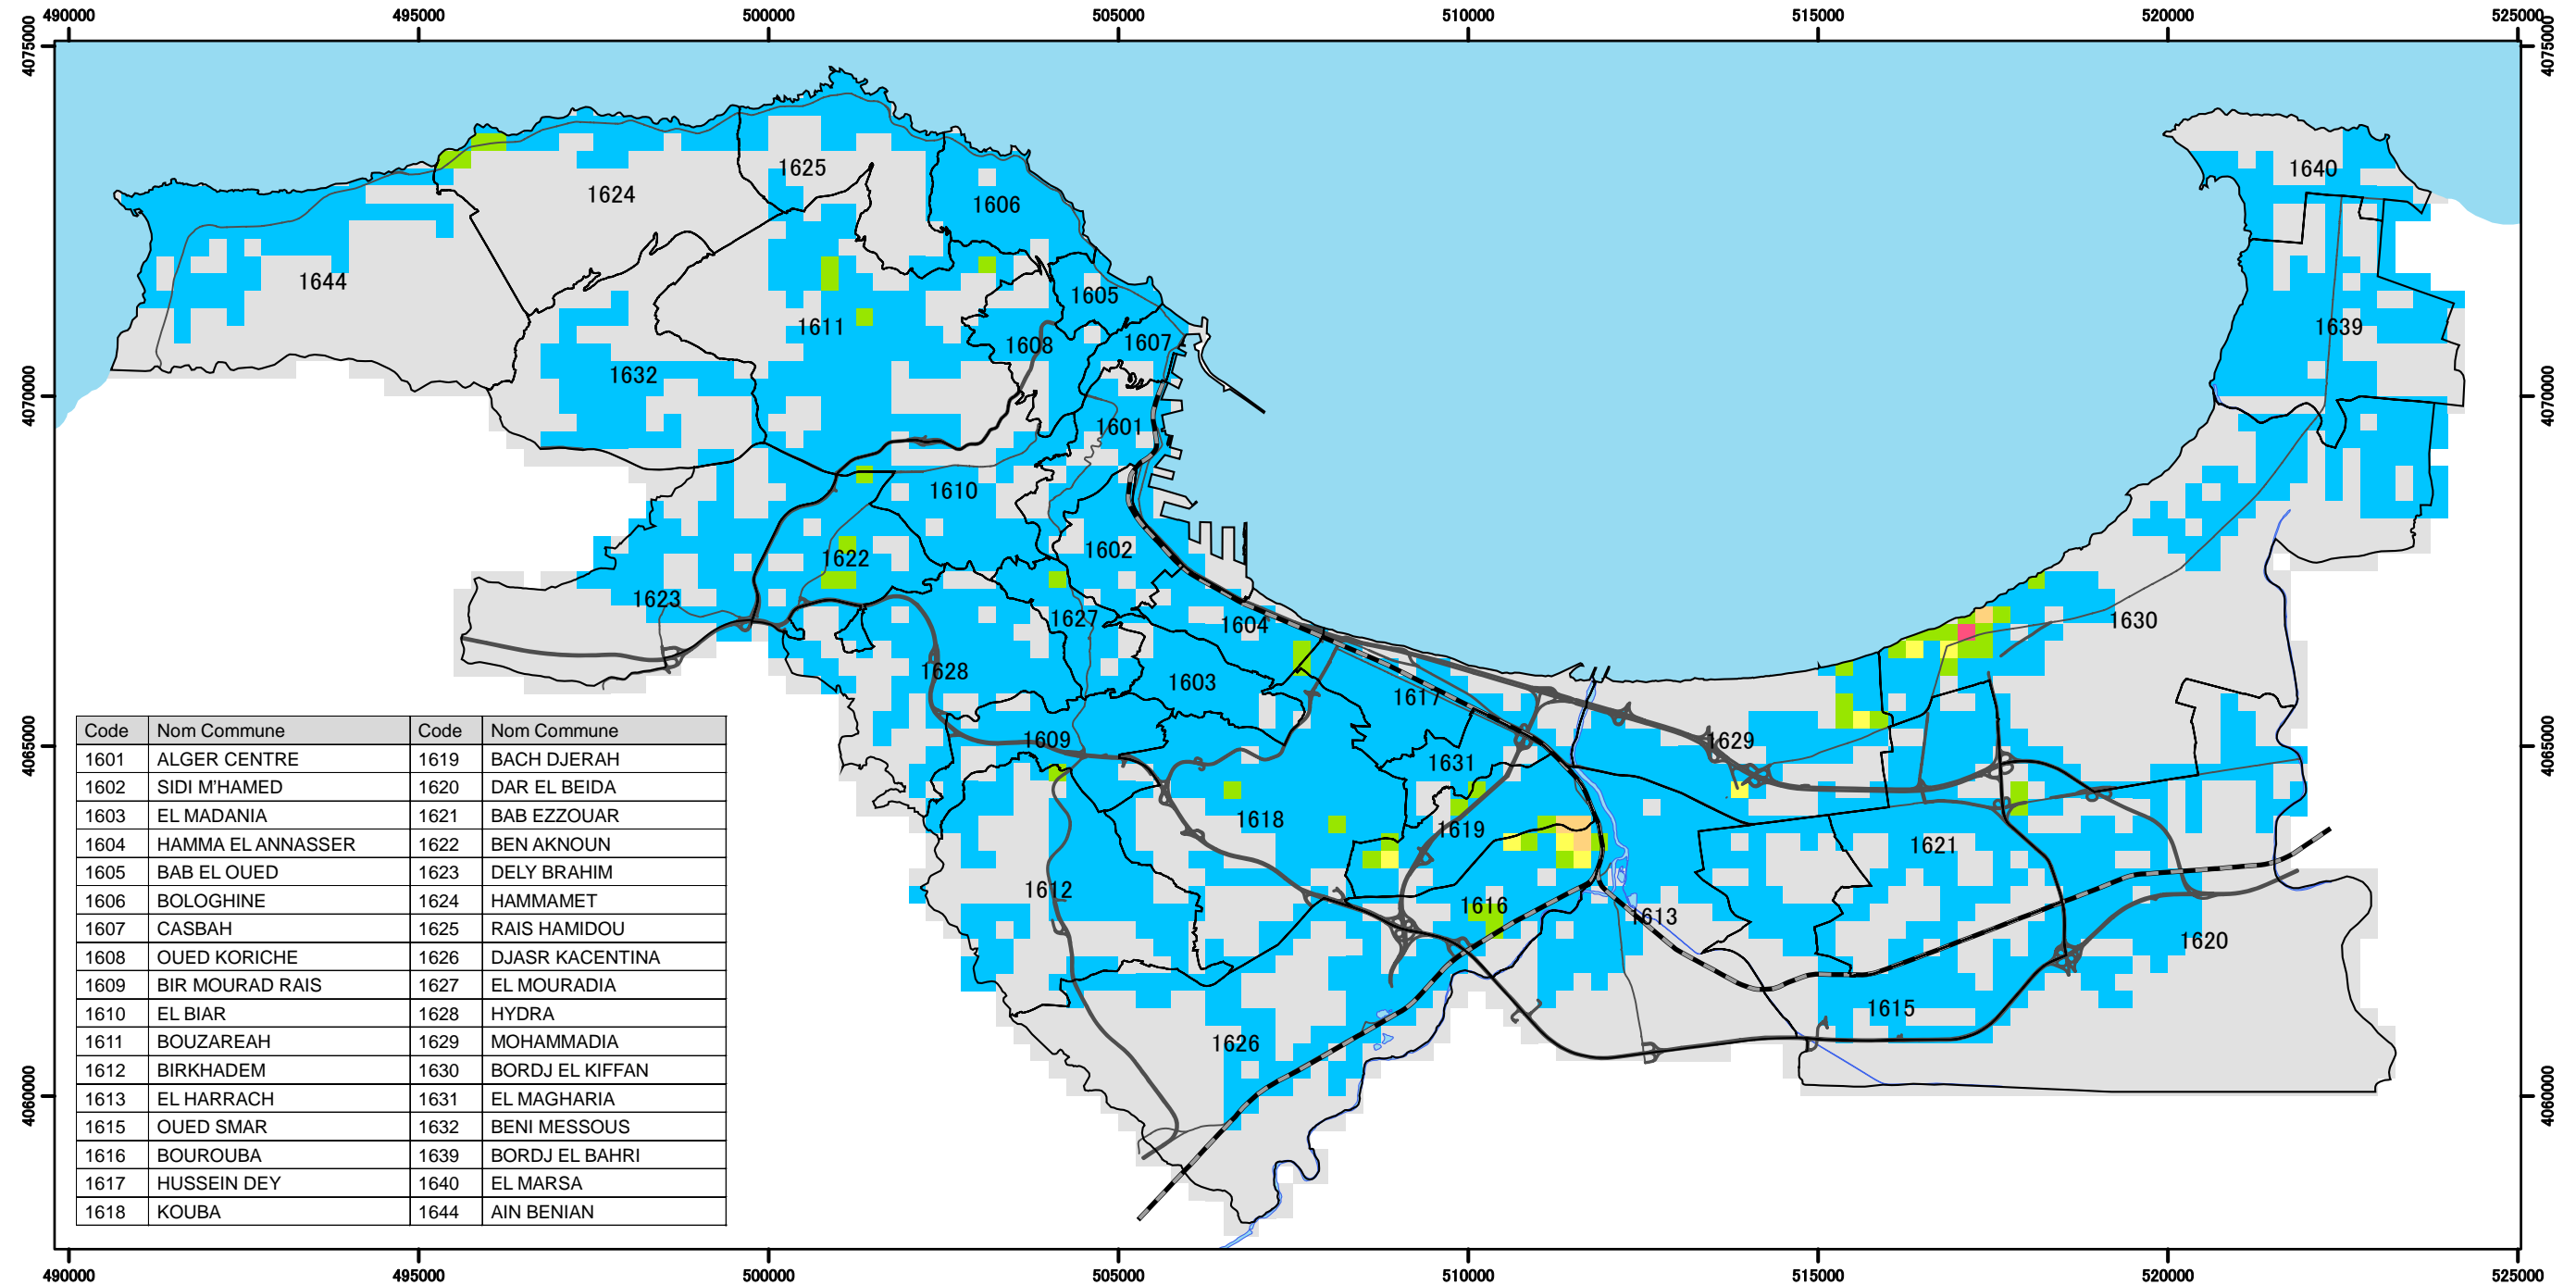 490000 495000 500000 505000 510000 515000 520000 525000
4075000 4075000
1640
1625
1624
1606
1644
1605
1611 1639
1607
1608
1632
4070000 4070000
1601
1610
1602
1622
1623
1627 1604 1630
1628
1603
1617
1609 1629
1631
4065000 4065000
1618
1619
1621
1612
1616
1613
1620
1615
1626
4060000 4060000
Code Nom Commune Code Nom Commune
1601 ALGER CENTRE 1619 BACH DJERAH
1602 SIDI M'HAMED 1620 DAR EL BEIDA
1603 EL MADANIA 1621 BAB EZZOUAR
1604 HAMMA EL ANNASSER 1622 BEN AKNOUN
1605 BAB EL OUED 1623 DELY BRAHIM
1606 BOLOGHINE 1624 HAMMAMET
1607 CASBAH 1625 RAIS HAMIDOU
1608 OUED KORICHE 1626 DJASR KACENTINA
1609 BIR MOURAD RAIS 1627 EL MOURADIA
1610 EL BIAR 1628 HYDRA
1611 BOUZAREAH 1629 MOHAMMADIA
1612 BIRKHADEM 1630 BORDJ EL KIFFAN
1613 EL HARRACH 1631 EL MAGHARIA
1615 OUED SMAR 1632 BENI MESSOUS
1616 BOUROUBA 1639 BORDJ EL BAHRI
1617 HUSSEIN DEY 1640 EL MARSA
1618 KOUBA 1644 AIN BENIAN
490000 495000 500000 505000 510000 515000 520000 525000